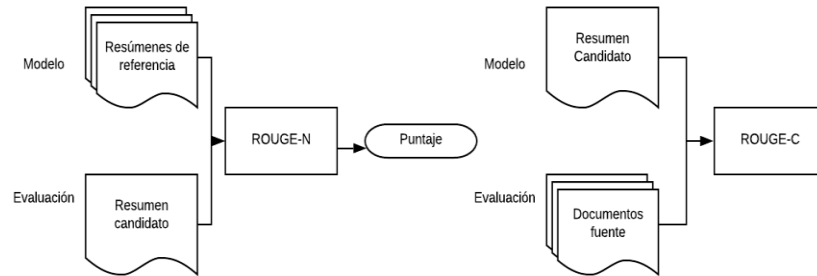 Modelo
Resúmenes de
referencia
ROUGE-N
Puntaje
Evaluación
Resumen
candidato
Modelo
Resumen
Candidato
ROUGE-C
Evaluación
Documentos
fuente